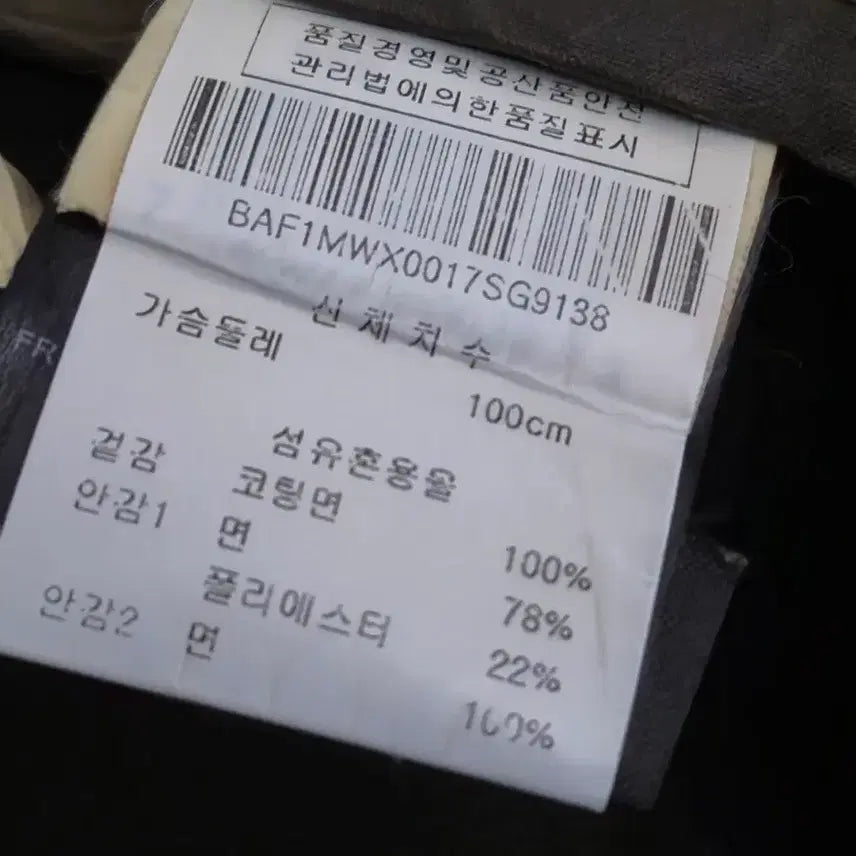 품질경영및공산품안전
관리법에의한품질표시
BAF1MWX0017SG9138
신체치수
가슴둘레
100cm
섬유혼용율
겉감 코팅면 100%
안감1 면 78%
폴리에스터 22%
안감2 면 100%